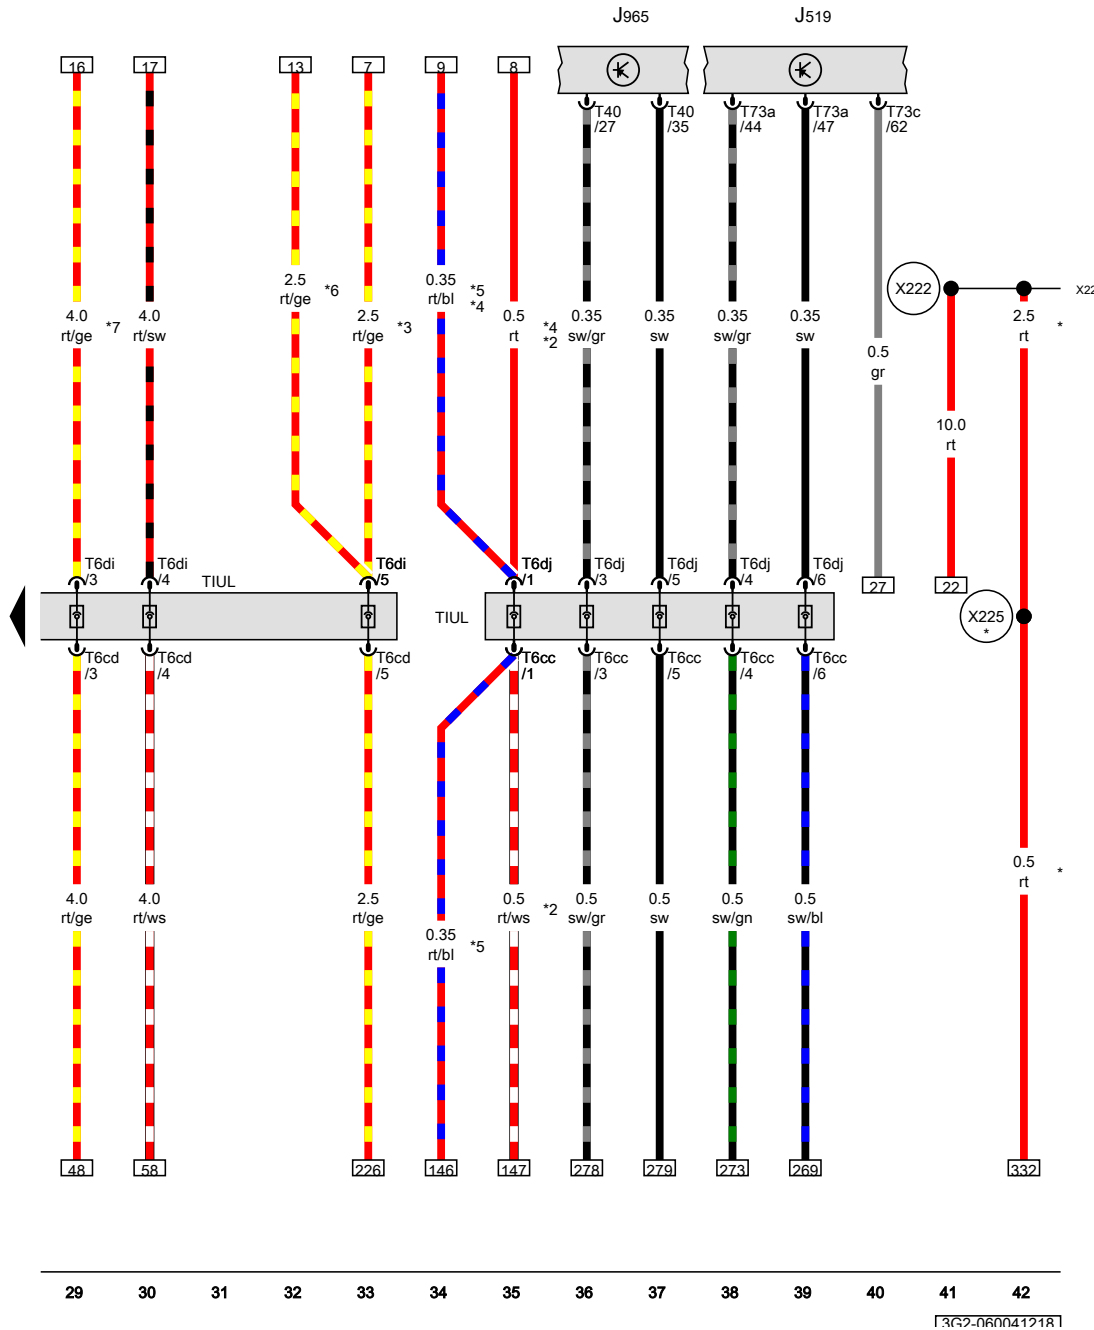 J965 J519
16 17 13 7 9 8
T40 T40 T73a T73a T73c
/27 /35 /44 /47 /62
2.5 *6 0.35 *5 X222 X22
rt/ge rt/bl *4
4.0 *7 4.0 2.5 *3 0.5 *4 0.35 0.35 0.35 0.35 2.5 *
rt/ge rt/sw rt/ge rt *2 sw/gr sw sw/gr sw rt
0.5
gr
10.0
rt
T6di T6di T6di T6dj T6dj T6dj T6dj T6dj
/3 /4 TIUL /5 /1 /3 /5 /4 /6 27 22
TIUL X225
*
T6cd T6cd T6cd T6cc T6cc T6cc T6cc T6cc
/3 /4 /5 /1 /3 /5 /4 /6
0.5 *
rt
4.0 4.0 2.5 0.5 *2 0.5 0.5 0.5 0.5
rt/ge rt/ws rt/ge rt/ws sw/gr sw sw/gn sw/bl
0.35 *5
rt/bl
48 58 226 146 147 278 279 273 269 332
29 30 31 32 33 34 35 36 37 38 39 40 41 42
3G2-060041218